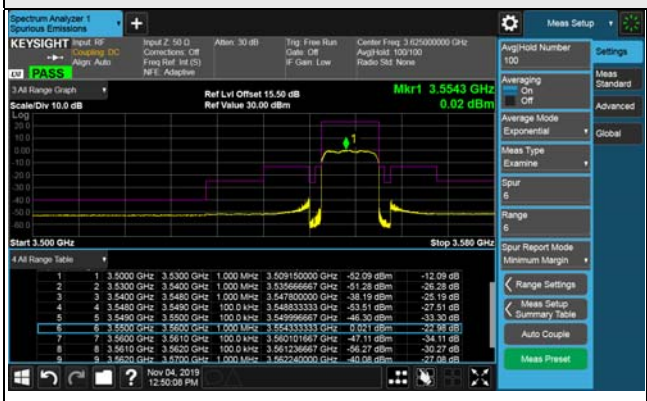 Spectrum Analyzer 1
Spurious Emissions
+
Meas Setup
KEYSIGHT Input: RF
Coupling: DC
Align: Auto
Input Z: 50 Ω
Corrections: Off
Freq Ref: Int (S)
NFE: Adaptive
Atten: 30 dB
Trig: Free Run
Gate: Off
IF Gain: Low
Center Freq: 3.625000000 GHz
Avg|Hold: 100/100
Radio Std: None
PASS
3 All Range Graph
Scale/Div 10.0 dB
Ref Lvl Offset 15.50 dB
Ref Value 30.00 dBm
Mkr1 3.5543 GHz
0.02 dBm
Log
20.0
10.0
0.00
-10.0
-20.0
-30.0
-40.0
-50.0
-60.0
1
Start 3.500 GHz
Stop 3.580 GHz
4 All Range Table
1 1 3.5000 GHz 3.5300 GHz 1.000 MHz 3.509150000 GHz -52.09 dBm -12.09 dB
2 2 3.5300 GHz 3.5400 GHz 1.000 MHz 3.535666667 GHz -51.28 dBm -26.28 dB
3 3 3.5400 GHz 3.5480 GHz 1.000 MHz 3.547800000 GHz -38.19 dBm -25.19 dB
4 4 3.5480 GHz 3.5490 GHz 100.0 kHz 3.548833333 GHz -53.51 dBm -27.51 dB
5 5 3.5490 GHz 3.5500 GHz 100.0 kHz 3.549996667 GHz -46.30 dBm -33.30 dB
6 6 3.5500 GHz 3.5600 GHz 1.000 MHz 3.554333333 GHz 0.021 dBm -22.98 dB
7 7 3.5600 GHz 3.5610 GHz 100.0 kHz 3.560101667 GHz -47.11 dBm -34.11 dB
8 8 3.5610 GHz 3.5620 GHz 100.0 kHz 3.561236667 GHz -56.27 dBm -30.27 dB
9 9 3.5620 GHz 3.5700 GHz 1.000 MHz 3.562240000 GHz -40.08 dBm -27.08 dB
?
Nov 04, 2019
12:50:08 PM
Avg|Hold Number
100
Averaging
On
Off
Average Mode
Exponential
Meas Type
Examine
Spur
6
Range
6
Spur Report Mode
Minimum Margin
Range Settings
Meas Setup
Summary Table
Auto Couple
Meas Preset
Settings
Meas
Standard
Advanced
Global